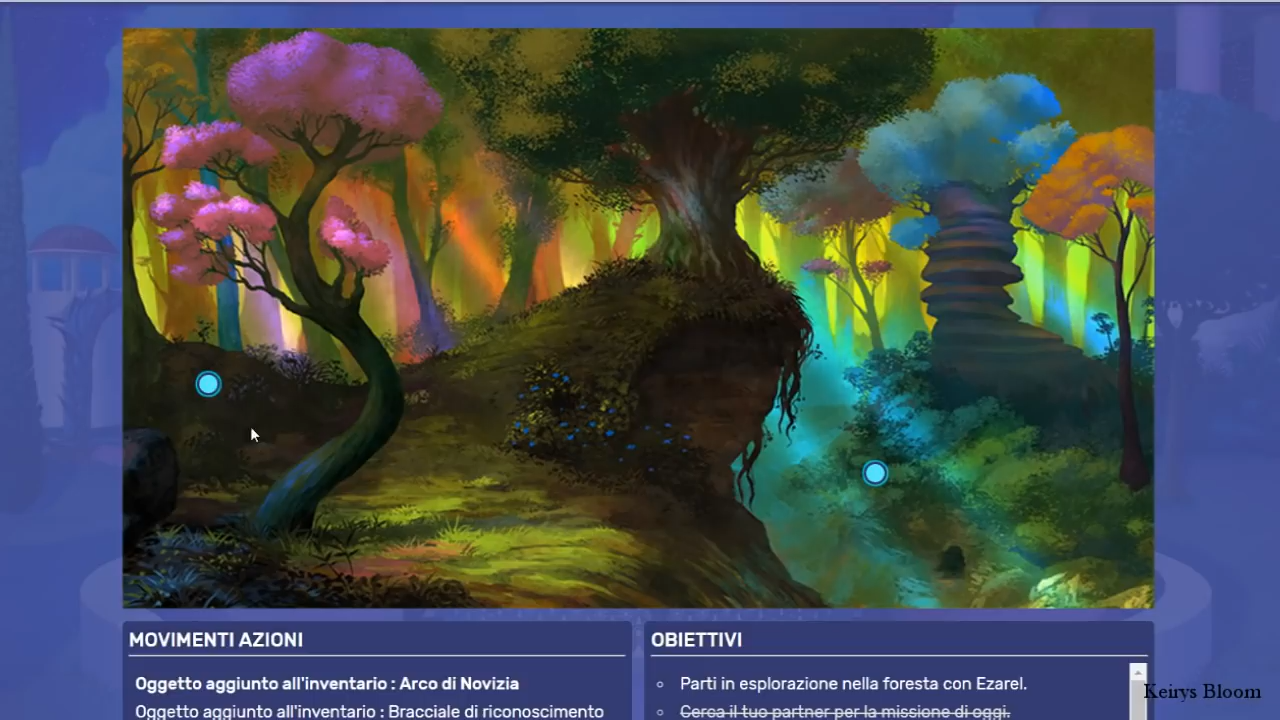 MOVIMENTI AZIONI
Oggetto aggiunto all'inventario : Arco di Novizia
Oggetto aggiunto all'inventario : Bracciale di riconoscimento
OBIETTIVI
Parti in esplorazione nella foresta con Ezarel.
Cerca il tuo partner per la missione di oggi.
Keirys Bloom